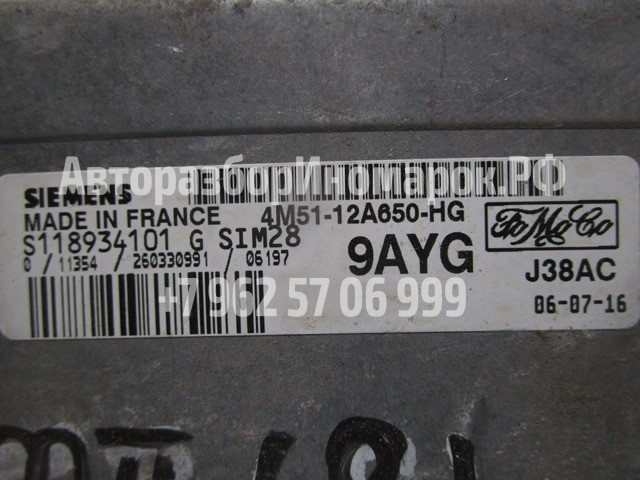 АвторазборИномарок.РФ
SIEMENS
MADE IN FRANCE 4M51-12A650-HG
S118934101 G SIM28
0 / 11354 / 260330991 / 06197
9AYG
FoMoCo
J38AC
06-07-16
+7 962 57 06 999